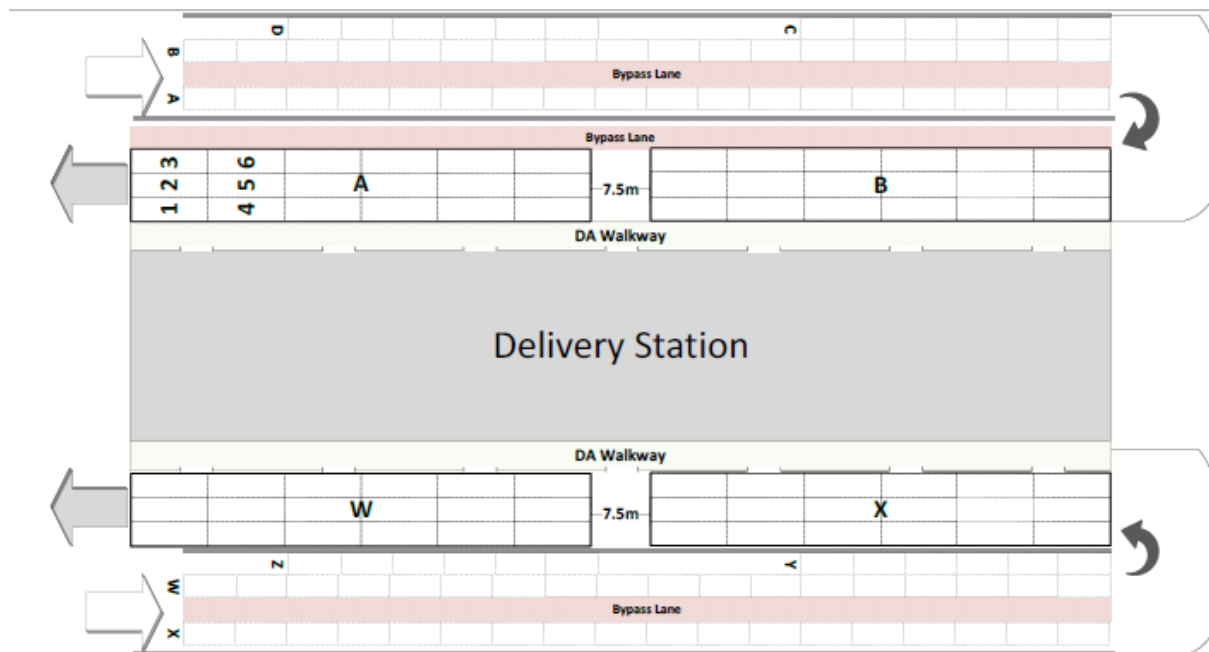 D C
B
Bypass Lane
A
Bypass Lane
3 6
2 5 A 7.5m B
1 4
DA Walkway
Delivery Station
DA Walkway
W 7.5m X
Z Y
W
Bypass Lane
X